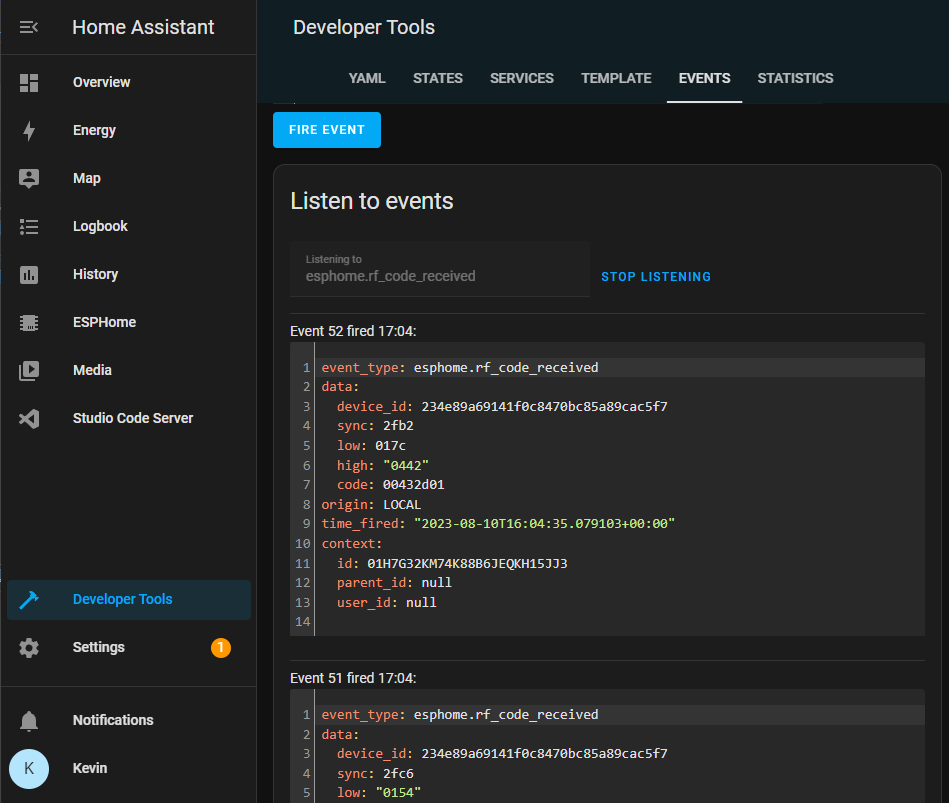 Home Assistant
Overview
Energy
Map
Logbook
History
ESPHome
Media
Studio Code Server
Developer Tools
Settings
1
Notifications
K
Kevin
Developer Tools
YAML STATES SERVICES TEMPLATE EVENTS STATISTICS
FIRE EVENT
Listen to events
Listening to
esphome.rf_code_received
STOP LISTENING
Event 52 fired 17:04:
1 event_type: esphome.rf_code_received
2 data:
3   device_id: 234e89a69141f0c8470bc85a89cac5f7
4   sync: 2fb2
5   low: 017c
6   high: "0442"
7   code: 00432d01
8 origin: LOCAL
9 time_fired: "2023-08-10T16:04:35.079103+00:00"
10 context:
11   id: 01H7G32KM74K88B6JEQKH15JJ3
12   parent_id: null
13   user_id: null
14
Event 51 fired 17:04:
1 event_type: esphome.rf_code_received
2 data:
3   device_id: 234e89a69141f0c8470bc85a89cac5f7
4   sync: 2fc6
5   low: "0154"